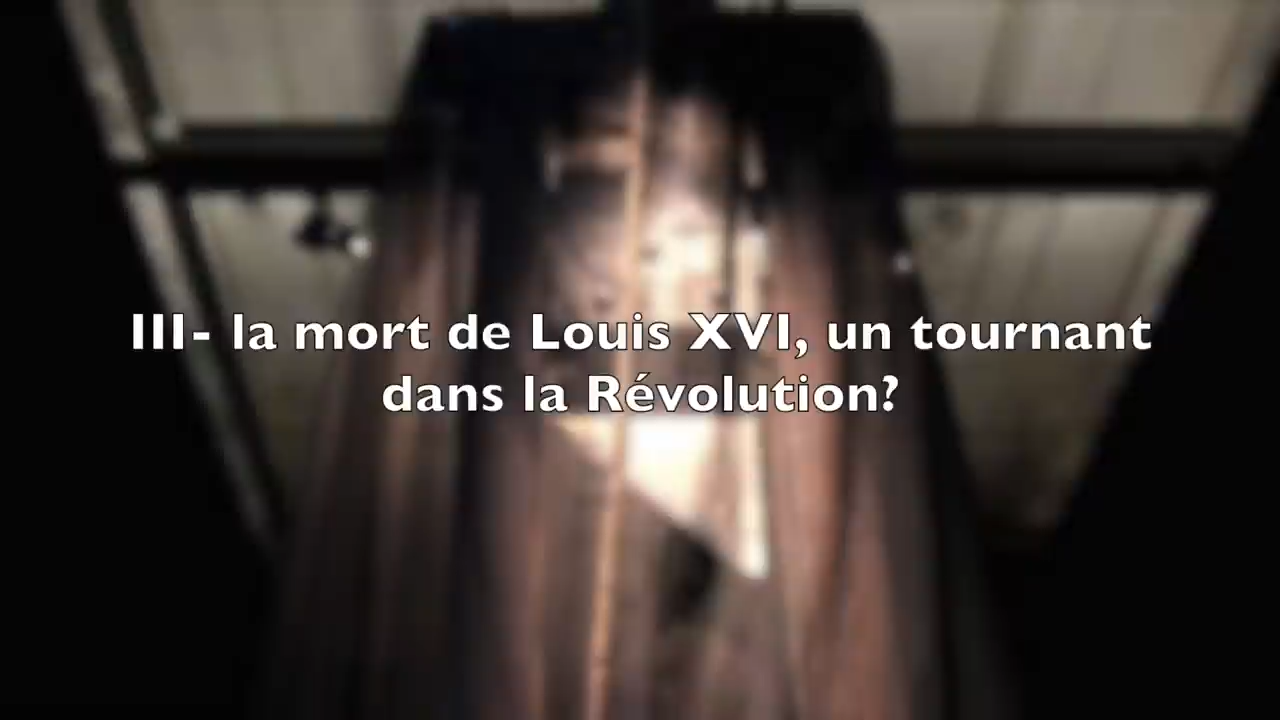 III- la mort de Louis XVI, un tournant
dans la Révolution?